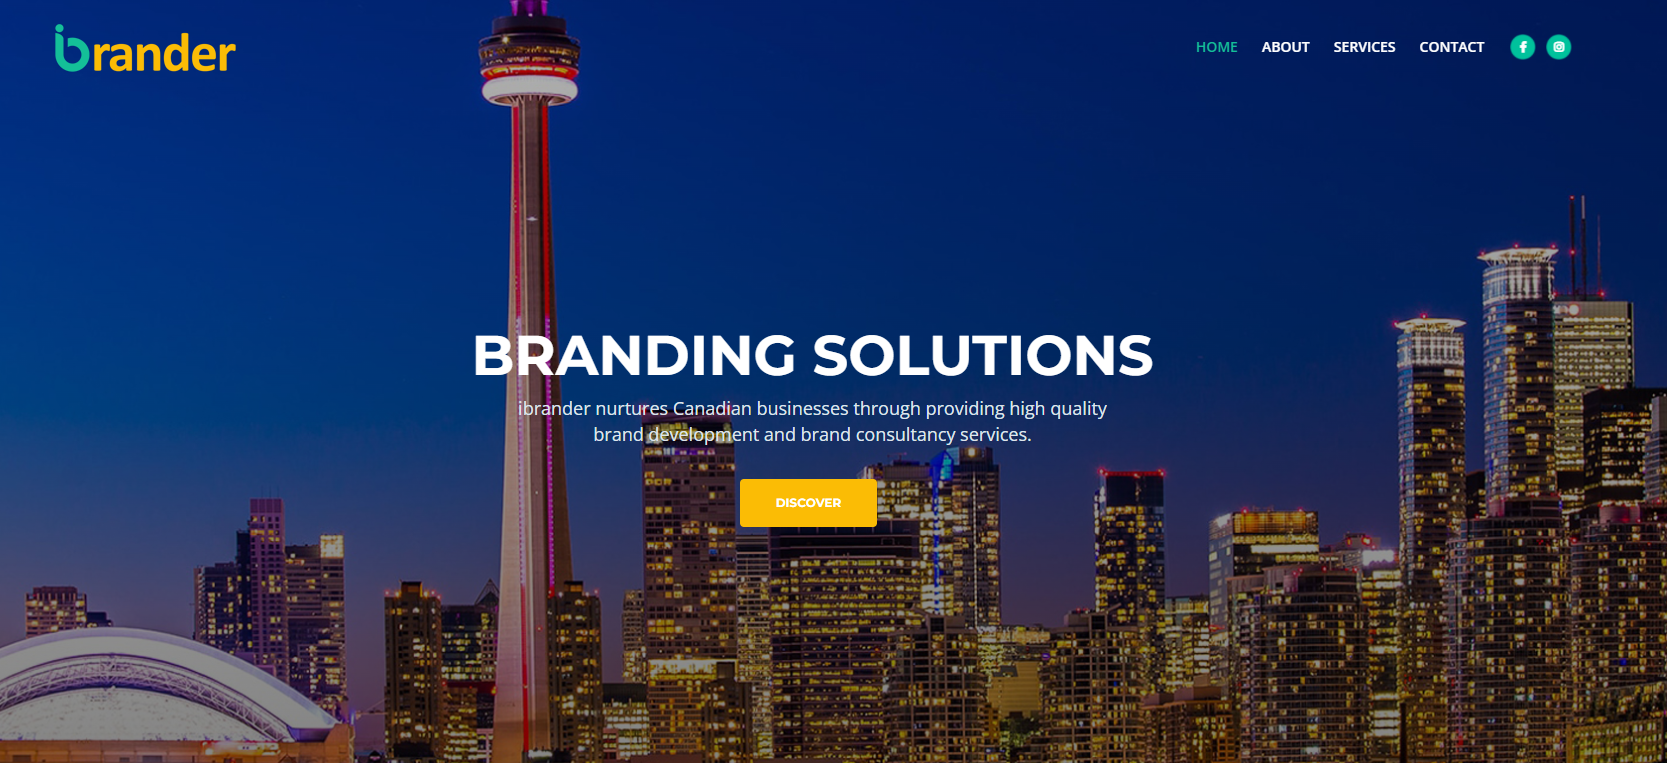 ibrander
HOME ABOUT SERVICES CONTACT
BRANDING SOLUTIONS
ibrander nurtures Canadian businesses through providing high quality
brand development and brand consultancy services.
DISCOVER